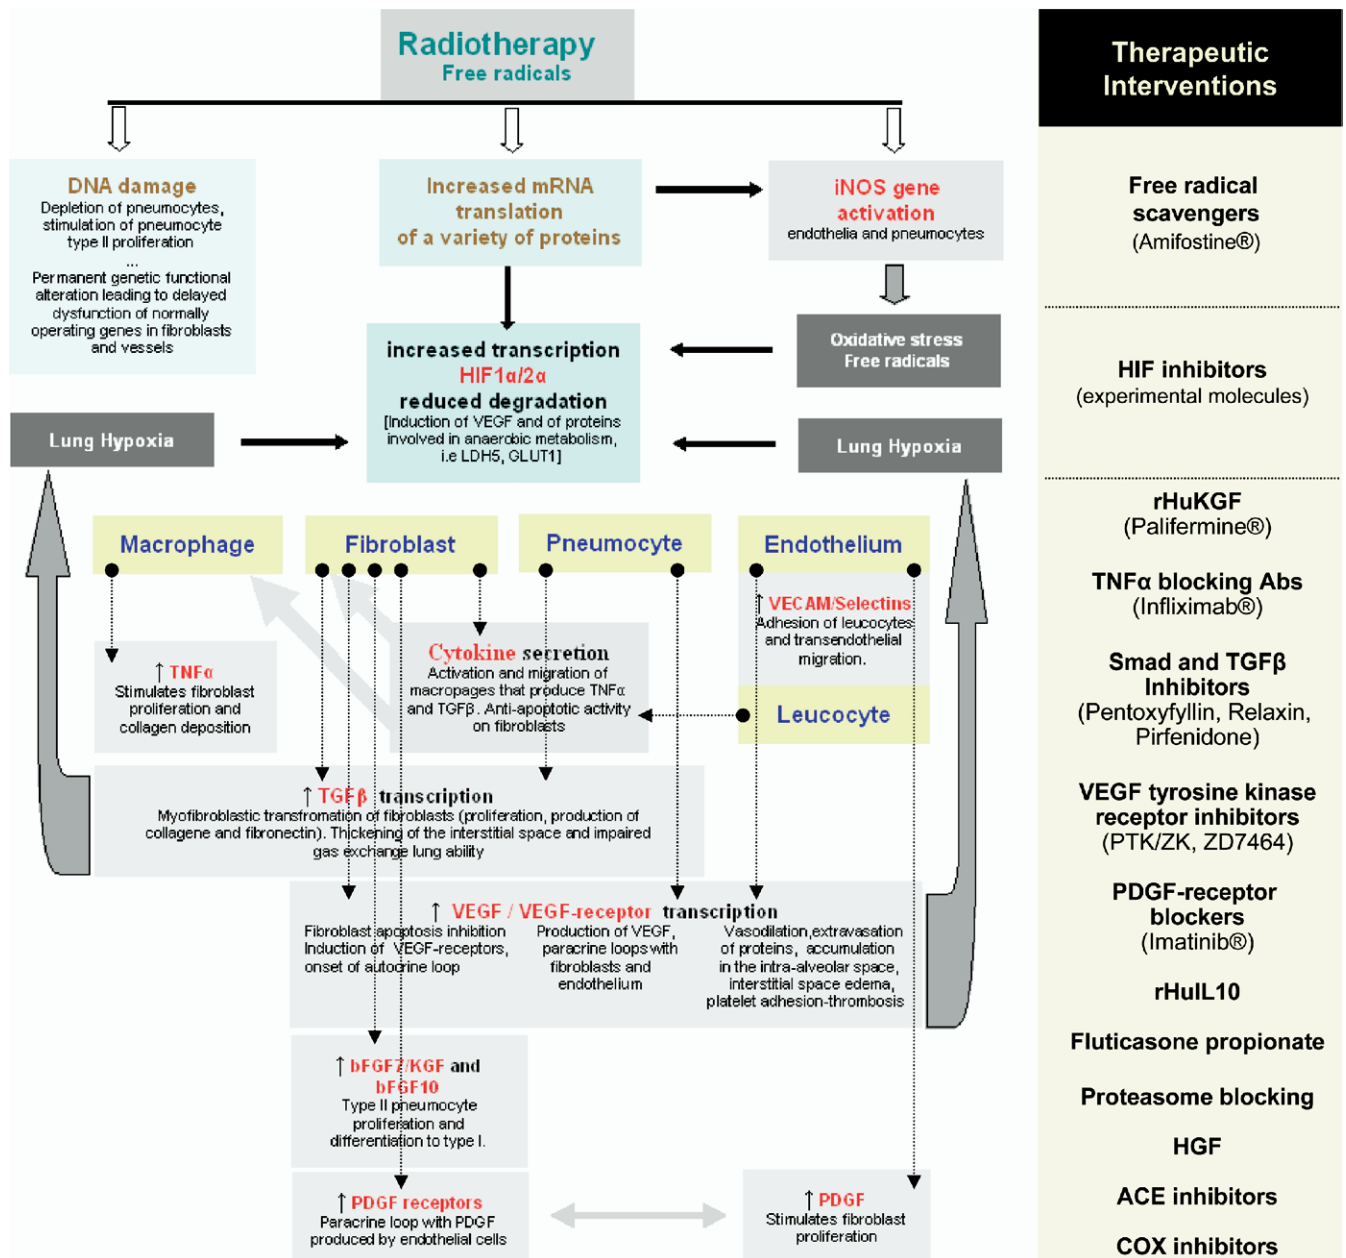 Radiotherapy
Free radicals
DNA damage
Depletion of pneumocytes,
stimulation of pneumocyte
type II proliferation
...
Permanent genetic functional
alteration leading to delayed
dysfunction of normally
operating genes in fibroblasts
and vessels
Increased mRNA
translation
of a variety of proteins
iNOS gene
activation
endothelia and pneumocytes
increased transcription
HIF1α/2α
reduced degradation
[Induction of VEGF and of proteins
involved in anaerobic metabolism,
i.e LDH5, GLUT1]
Oxidative stress
Free radicals
Lung Hypoxia
Lung Hypoxia
Macrophage
Fibroblast
Pneumocyte
Endothelium
↑ VECAM/Selectins
Adhesion of leucocytes
and transendothelial
migration.
↑ TNFα
Stimulates fibroblast
proliferation and
collagen deposition
Cytokine secretion
Activation and migration of
macropages that produce TNFα
and TGFβ. Anti-apoptotic activity
on fibroblasts
Leucocyte
↑ TGFβ transcription
Myofibroblastic transfromation of fibroblasts (proliferation, production of
collagene and fibronectin). Thickening of the interstitial space and impaired
gas exchange lung ability
↑ VEGF / VEGF-receptor transcription
Fibroblast apoptosis inhibition
Induction of VEGF-receptors,
onset of autocrine loop
Production of VEGF,
paracrine loops with
fibroblasts and
endothelium
Vasodilation,extravasation
of proteins, accumulation
in the intra-alveolar space,
interstitial space edema,
platelet adhesion-thrombosis
↑ bFGF7/KGF and
bFGF10
Type II pneumocyte
proliferation and
differentiation to type I.
↑ PDGF receptors
Paracrine loop with PDGF
produced by endothelial cells
↑ PDGF
Stimulates fibroblast
proliferation
Therapeutic
Interventions
Free radical
scavengers
(Amifostine®)
HIF inhibitors
(experimental molecules)
rHuKGF
(Palifermine®)
TNFα blocking Abs
(Infliximab®)
Smad and TGFβ
Inhibitors
(Pentoxyfyllin, Relaxin,
Pirfenidone)
VEGF tyrosine kinase
receptor inhibitors
(PTK/ZK, ZD7464)
PDGF-receptor
blockers
(Imatinib®)
rHuIL10
Fluticasone propionate
Proteasome blocking
HGF
ACE inhibitors
COX inhibitors